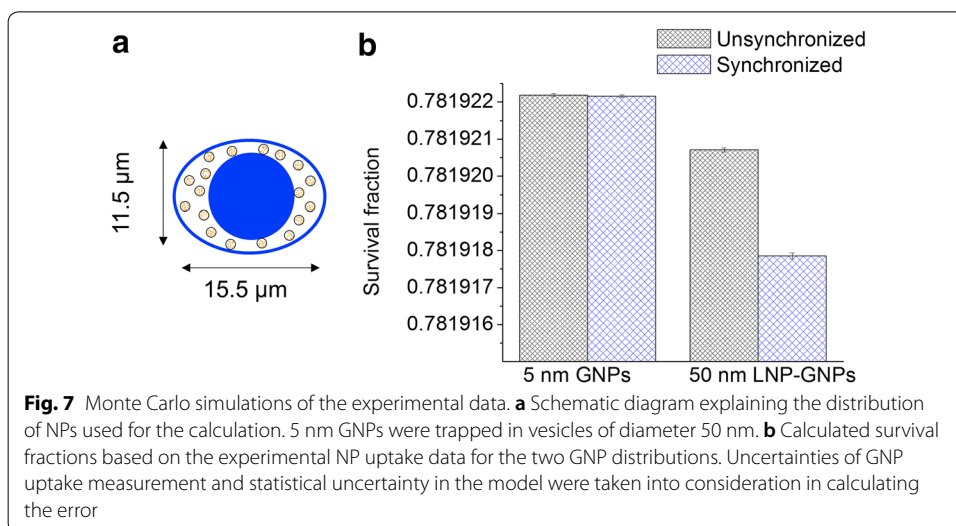 a
11.5 µm
15.5 µm
b
Unsynchronized
Synchronized
Survival fraction
0.781922
0.781921
0.781920
0.781919
0.781918
0.781917
0.781916
5 nm GNPs
50 nm LNP-GNPs
Fig. 7 Monte Carlo simulations of the experimental data. a Schematic diagram explaining the distribution
of NPs used for the calculation. 5 nm GNPs were trapped in vesicles of diameter 50 nm. b Calculated survival
fractions based on the experimental NP uptake data for the two GNP distributions. Uncertainties of GNP
uptake measurement and statistical uncertainty in the model were taken into consideration in calculating
the error